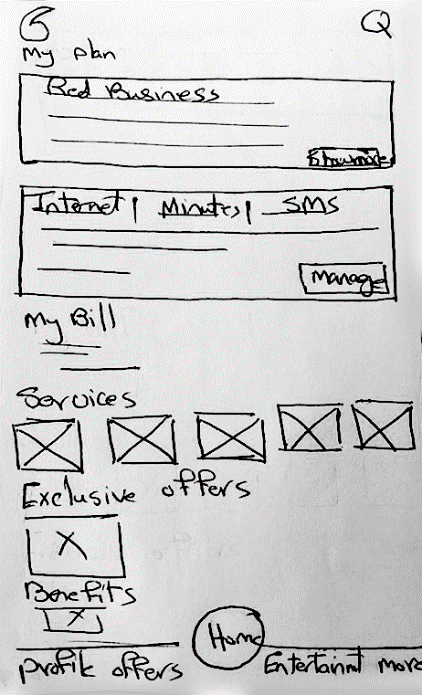 My plan
Red Business
Show more
Internet | Minutes | SMS
Manage
My Bill
Services
Exclusive offers
Benefits
Home
Profile offers Entertainmt more